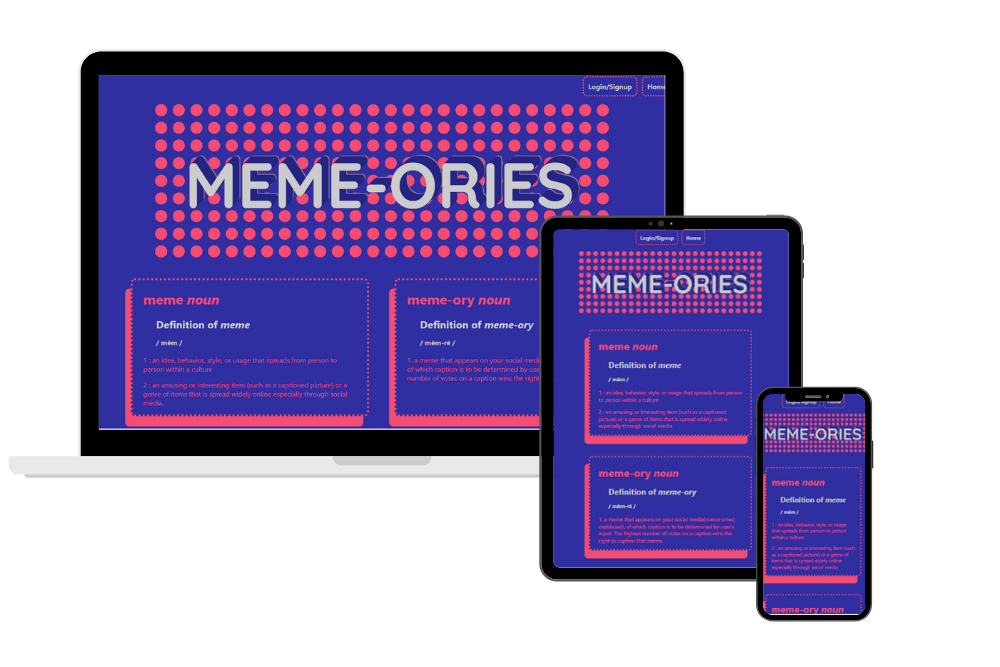 Login/Signup Home
MEME-ORIES
meme noun
Definition of meme
/ mēm /
1 : an idea, behavior, style, or usage that spreads from person to
person within a culture
2 : an amusing or interesting item (such as a captioned picture) or a
genre of items that is spread widely online especially through social
media.
meme-ory noun
Definition of meme-ory
/ mēm-rē /
1. a meme that appears on your social medi
of which caption is to be determined by user
number of votes on a caption wins the right
Login/Signup Home
MEME-ORIES
meme noun
Definition of meme
/ mēm /
1 : an idea, behavior, style, or usage that spreads from person
to person within a culture
2 : an amusing or interesting item (such as a captioned
picture) or a genre of items that is spread widely online
especially through social media.
meme-ory noun
Definition of meme-ory
/ mēm-rē /
1. a meme that appears on your social media(meme-ories)
dashboard, of which caption is to be determined by user's
input. The highest number of votes on a caption wins the
right to caption that meme.
Login/Signup Home
MEME-ORIES
meme noun
Definition of meme
/ mēm /
1 : an idea, behavior, style, or usage
that spreads from person to person
within a culture
2 : an amusing or interesting item (such
as a captioned picture) or a genre of
items that is spread widely online
especially through social media.
meme-ory noun